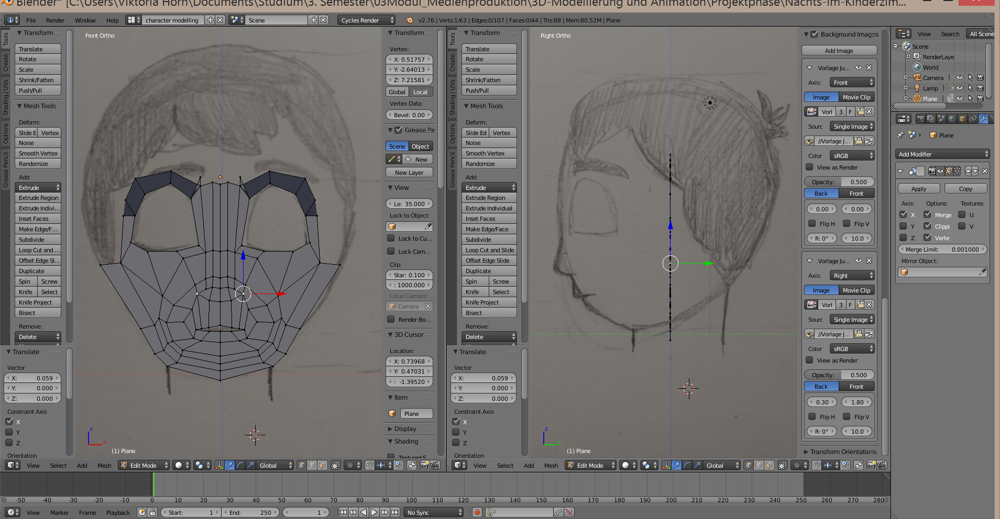 Blender* [C:\Users\Viktoria Horn\Documents\Studium\3. Semester\03Modul_Medienproduktion\3D-Modellierung und Animation\Projektphase\Nachts-im-Kinderzim...
File Render Window Help character modelling Scene Cycles Render v2.76 | Verts:1/63 | Edges:0/107 | Faces:0/44 | Tris:88 | Mem:80.52M | Plane
Tools
Create
Shading / UVs
Options
Grease Pencil
Transform
Translate
Rotate
Scale
Shrink/Fatten
Push/Pull
Mesh Tools
Deform:
Slide E Vertex
Noise
Smooth Vertex
Randomize
Add:
Extrude
Extrude Region
Extrude Indivi...
Inset Faces
Make Edge/F...
Subdivide
Loop Cut and ...
Offset Edge Sl...
Duplicate
Spin Screw
Knife Select
Knife Project
Bisect
Remove:
Delete
Translate
Vector
X: 0.059
Y: 0.000
Z: 0.000
Constraint Axis
X
Y
Z
Orientation
Front Ortho
z
x
(1) Plane
Transform
Vertex:
X: 0.51757
Y: -2.64013
Z: 7.21581
Global Local
Vertex Data:
Bevel: 0.00
Grease Pe
Scene Object
New
New Layer
View
Le: 35.000
Lock to Object:
Lock to Cu...
Lock Cam...
Clip:
Star: 0.100
: 1000.000
Local Camera:
Camera
Render Bo...
3D Cursor
Location:
X: 0.73968
Y: 0.47031
: -1.39520
Item
Plane
Display
Shading
Textured S
View Select Add Mesh Edit Mode Global
Tools
Create
Shading / UVs
Options
Grease Pencil
Transform
Translate
Rotate
Scale
Shrink/Fatten
Push/Pull
Mesh Tools
Deform:
Slide Ed Vertex
Noise
Smooth Vertex
Randomize
Add:
Extrude
Extrude Region
Extrude Individual
Inset Faces
Make Edge/Face
Subdivide
Loop Cut and Slide
Offset Edge Slide
Duplicate
Spin Screw
Knife Select
Knife Project
Bisect
Remove:
Delete
Translate
Vector
X: 0.059
Y: 0.000
Z: 0.000
Constraint Axis
X
Y
Z
Orientation
Right Ortho
z
y
(1) Plane
Background Images
Add Image
Vorlage Ju...
Axis: Front
Image Movie Clip
Vorl 3 F
Sourc Single Image
//Vorlage J...
Color sRGB
View as Render
Opacity: 0.500
Back Front
0.00 0.00
Flip H Flip V
R: 0° 10.0
Vorlage Ju...
Axis: Right
Image Movie Clip
Vorl 3 F
Sourc Single Image
//Vorlage J...
Color sRGB
View as Render
Opacity: 0.500
Back Front
0.30 1.80
Flip H Flip V
R: 0° 10.0
Transform Orientations
View Select Add Mesh Edit Mode Global
View Search All Scene
Scene
RenderLaye
World
Camera
Lamp
Plane
Plane
Add Modifier
Apply Copy
Axis: Options: Textures:
X Merge U
Y Clippi V
Z Verte
Merge Limit: 0.001000
Mirror Object:
-50 -40 -30 -20 -10 0 10 20 30 40 50 60 70 80 90 100 110 120 130 140 150 160 170 180 190 200 210 220 230 240 250 260 270 280
View Marker Frame Playback Start: 1 End: 250 1 No Sync